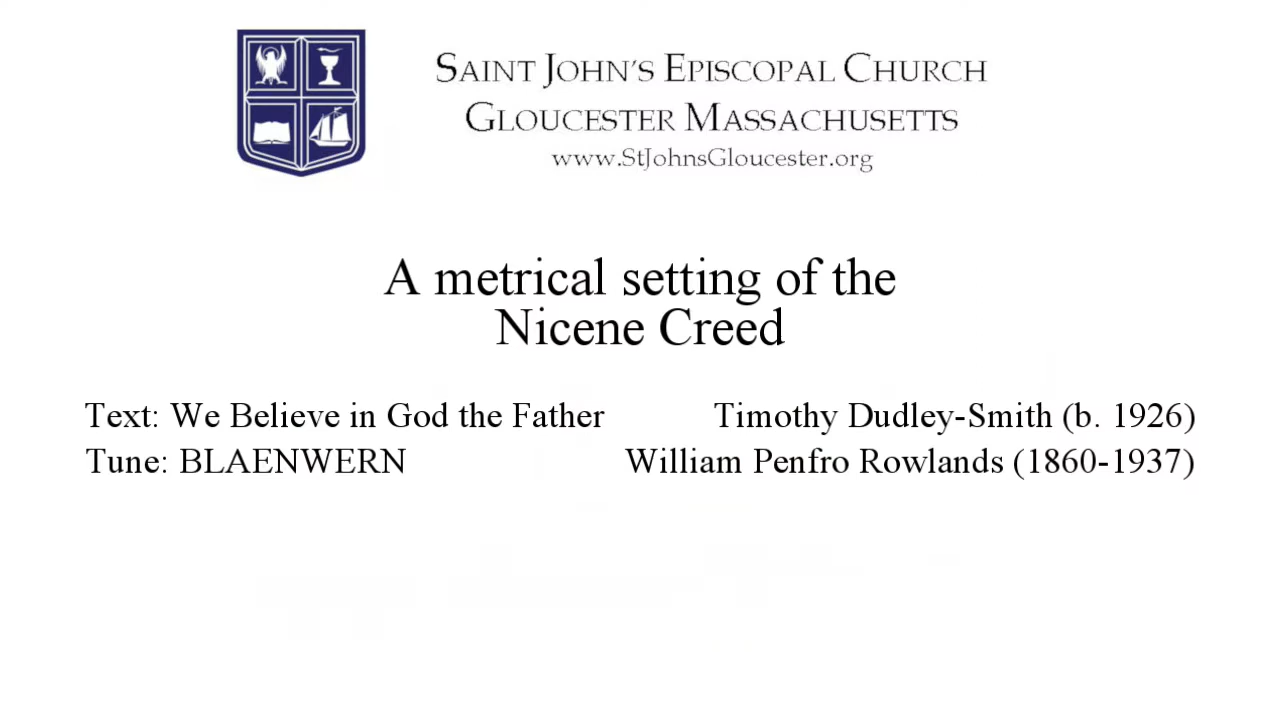 SAINT JOHN'S EPISCOPAL CHURCH
GLOUCESTER MASSACHUSETTS
www.StJohnsGloucester.org
A metrical setting of the
Nicene Creed
Text: We Believe in God the Father Timothy Dudley-Smith (b. 1926)
Tune: BLAENWERN William Penfro Rowlands (1860-1937)